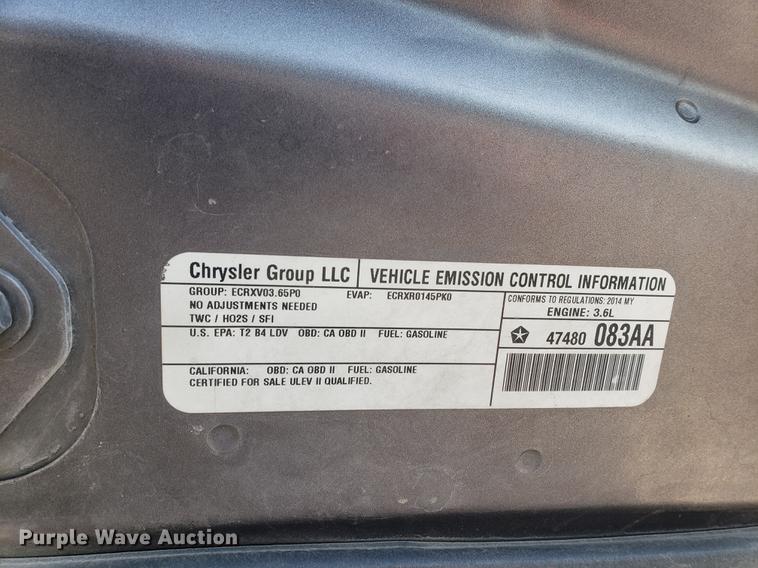 Chrysler Group LLC VEHICLE EMISSION CONTROL INFORMATION
GROUP: ECRXV03.65P0 EVAP: ECRXR0145PK0
NO ADJUSTMENTS NEEDED
TWC / HO2S / SFI
CONFORMS TO REGULATIONS: 2014 MY
ENGINE: 3.6L
U.S. EPA: T2 B4 LDV OBD: CA OBD II FUEL: GASOLINE
47480 083AA
CALIFORNIA: OBD: CA OBD II FUEL: GASOLINE
CERTIFIED FOR SALE ULEV II QUALIFIED.
Purple Wave Auction